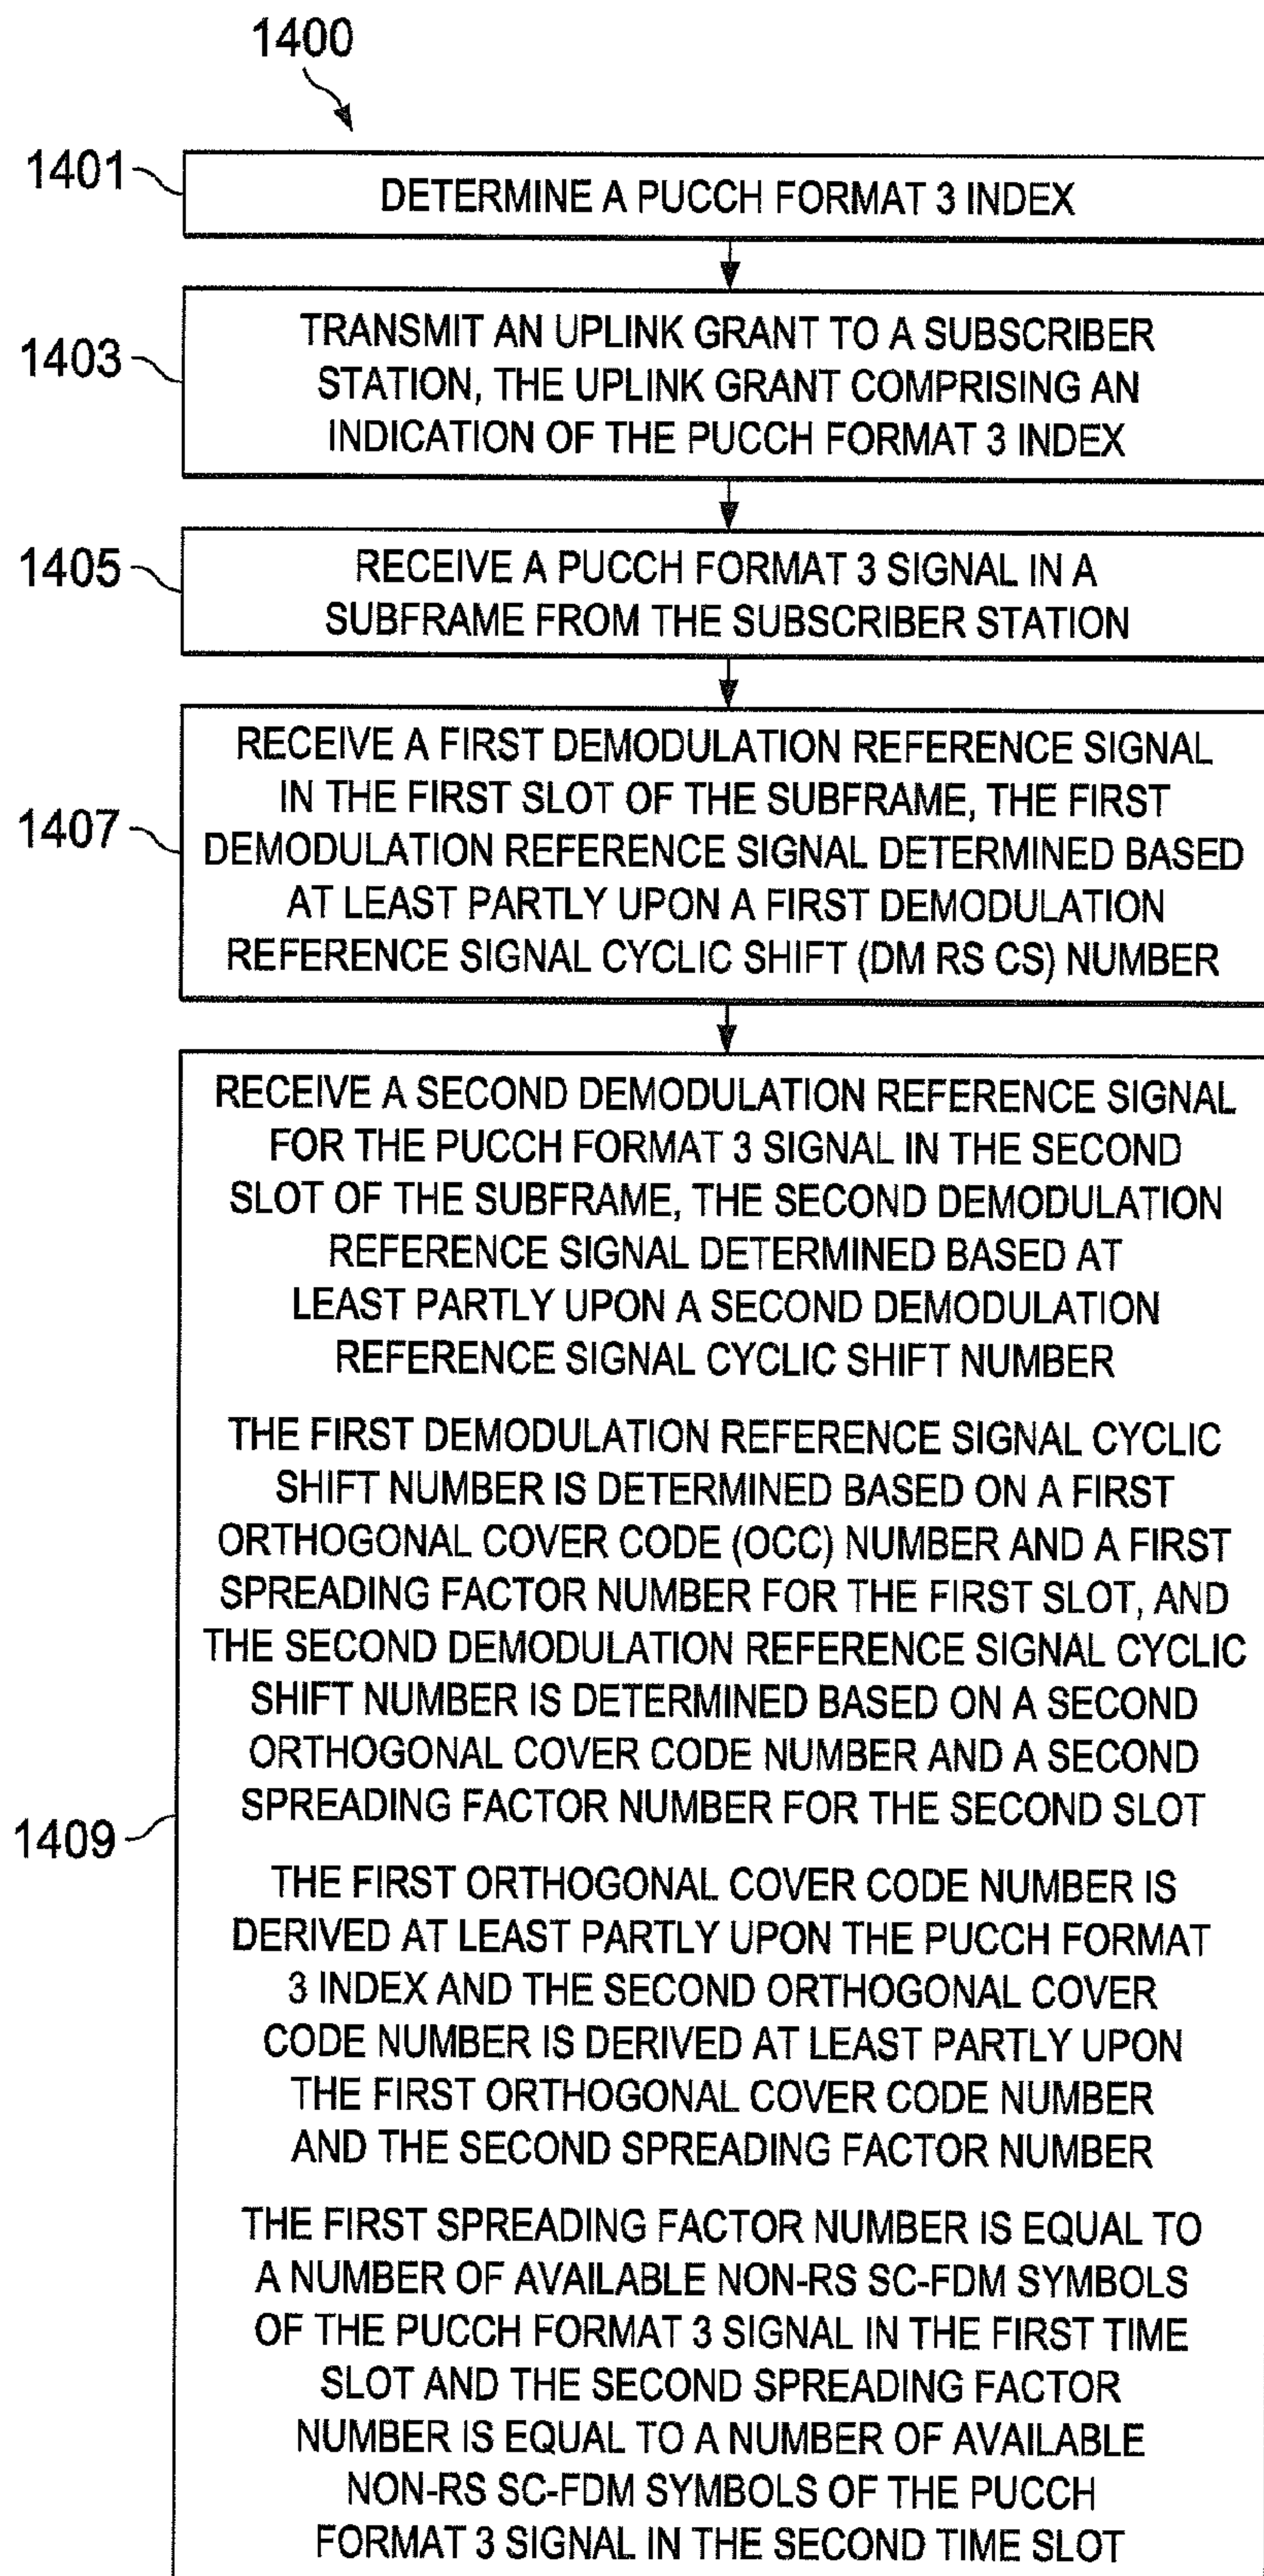 1400
1401
DETERMINE A PUCCH FORMAT 3 INDEX
1403
TRANSMIT AN UPLINK GRANT TO A SUBSCRIBER
STATION, THE UPLINK GRANT COMPRISING AN
INDICATION OF THE PUCCH FORMAT 3 INDEX
1405
RECEIVE A PUCCH FORMAT 3 SIGNAL IN A
SUBFRAME FROM THE SUBSCRIBER STATION
1407
RECEIVE A FIRST DEMODULATION REFERENCE SIGNAL
IN THE FIRST SLOT OF THE SUBFRAME, THE FIRST
DEMODULATION REFERENCE SIGNAL DETERMINED BASED
AT LEAST PARTLY UPON A FIRST DEMODULATION
REFERENCE SIGNAL CYCLIC SHIFT (DM RS CS) NUMBER
1409
RECEIVE A SECOND DEMODULATION REFERENCE SIGNAL
FOR THE PUCCH FORMAT 3 SIGNAL IN THE SECOND
SLOT OF THE SUBFRAME, THE SECOND DEMODULATION
REFERENCE SIGNAL DETERMINED BASED AT
LEAST PARTLY UPON A SECOND DEMODULATION
REFERENCE SIGNAL CYCLIC SHIFT NUMBER
THE FIRST DEMODULATION REFERENCE SIGNAL CYCLIC
SHIFT NUMBER IS DETERMINED BASED ON A FIRST
ORTHOGONAL COVER CODE (OCC) NUMBER AND A FIRST
SPREADING FACTOR NUMBER FOR THE FIRST SLOT, AND
THE SECOND DEMODULATION REFERENCE SIGNAL CYCLIC
SHIFT NUMBER IS DETERMINED BASED ON A SECOND
ORTHOGONAL COVER CODE NUMBER AND A SECOND
SPREADING FACTOR NUMBER FOR THE SECOND SLOT
THE FIRST ORTHOGONAL COVER CODE NUMBER IS
DERIVED AT LEAST PARTLY UPON THE PUCCH FORMAT
3 INDEX AND THE SECOND ORTHOGONAL COVER
CODE NUMBER IS DERIVED AT LEAST PARTLY UPON
THE FIRST ORTHOGONAL COVER CODE NUMBER
AND THE SECOND SPREADING FACTOR NUMBER
THE FIRST SPREADING FACTOR NUMBER IS EQUAL TO
A NUMBER OF AVAILABLE NON-RS SC-FDM SYMBOLS
OF THE PUCCH FORMAT 3 SIGNAL IN THE FIRST TIME
SLOT AND THE SECOND SPREADING FACTOR
NUMBER IS EQUAL TO A NUMBER OF AVAILABLE
NON-RS SC-FDM SYMBOLS OF THE PUCCH
FORMAT 3 SIGNAL IN THE SECOND TIME SLOT